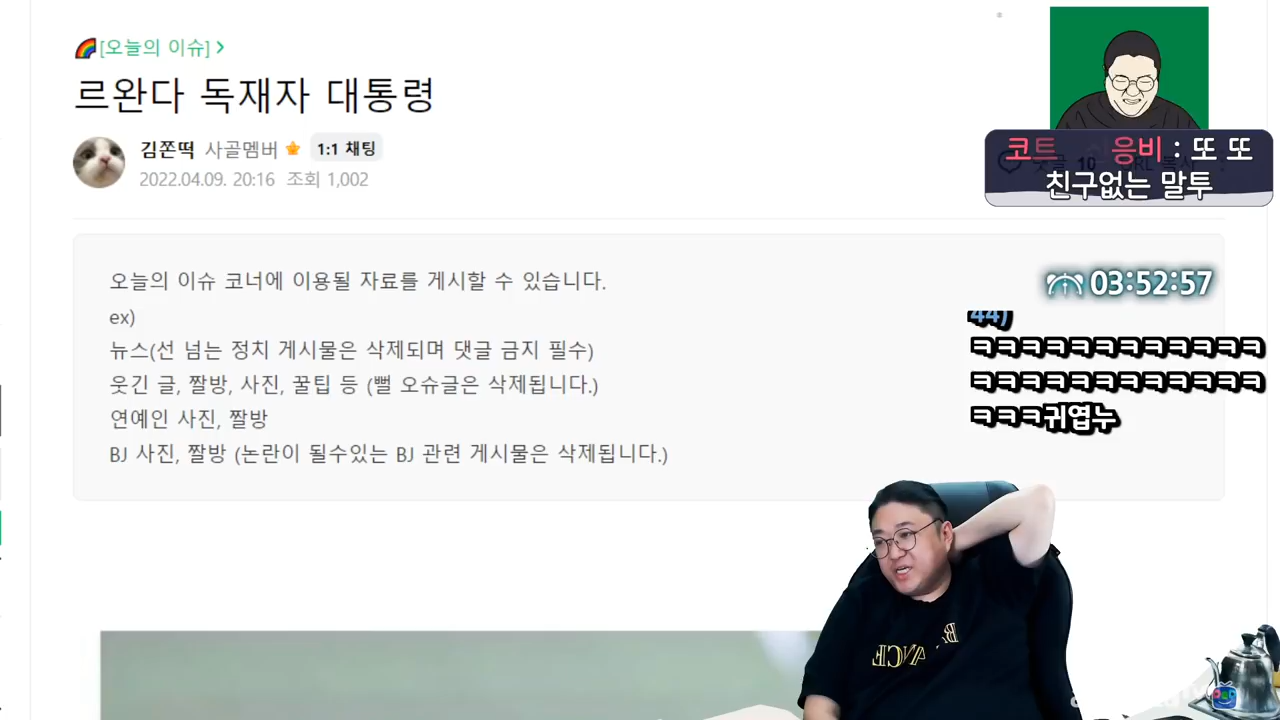 [오늘의 이슈] >
르완다 독재자 대통령
김쫀떡 사골멤버 1:1 채팅
2022.04.09. 20:16 조회 1,002
코트 응비 : 또 또
친구없는 말투
오늘의 이슈 코너에 이용될 자료를 게시할 수 있습니다.
ex)
뉴스(선 넘는 정치 게시물은 삭제되며 댓글 금지 필수)
웃긴 글, 짤방, 사진, 꿀팁 등 (뻘 오슈글은 삭제됩니다.)
연예인 사진, 짤방
BJ 사진, 짤방 (논란이 될수있는 BJ 관련 게시물은 삭제됩니다.)
03:52:57
44)
ㅋㅋㅋㅋㅋㅋㅋㅋㅋㅋㅋㅋ
ㅋㅋㅋㅋㅋㅋㅋㅋㅋㅋㅋㅋ
ㅋㅋㅋ귀엽누